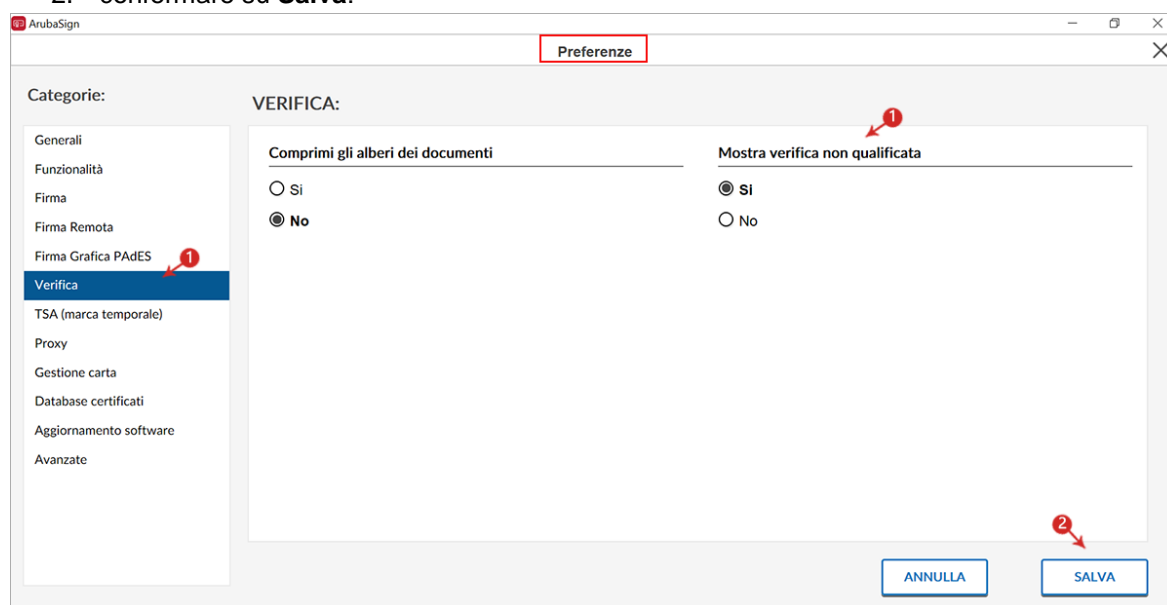 2. confermare su Salva.
ArubaSign
Preferenze
Categorie:
VERIFICA:
1
Generali
Funzionalità
Firma
Firma Remota
Firma Grafica PAdES
1
Verifica
TSA (marca temporale)
Proxy
Gestione carta
Database certificati
Aggiornamento software
Avanzate
Comprimi gli alberi dei documenti
Si
No
Mostra verifica non qualificata
Si
No
2
ANNULLA
SALVA